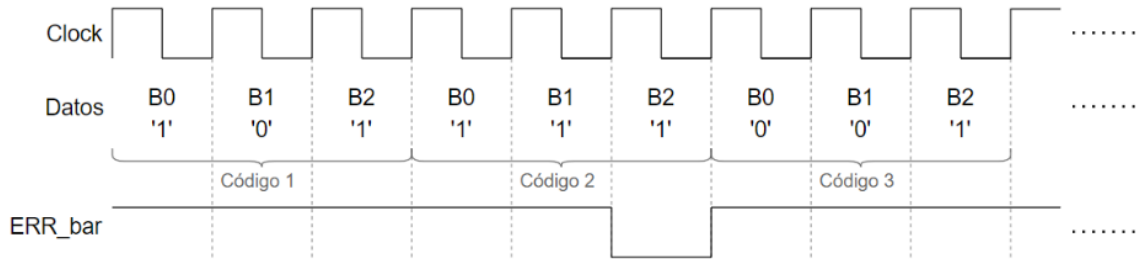 Clock ........
Datos B0 B1 B2 B0 B1 B2 B0 B1 B2 ........
'1' '0' '1' '1' '1' '1' '0' '0' '1'
Código 1 Código 2 Código 3
ERR_bar ........